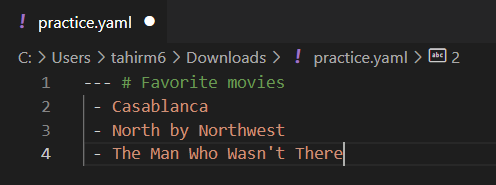 ! practice.yaml ●
C: > Users > tahirm6 > Downloads > ! practice.yaml > abc 2
1 --- # Favorite movies
2 - Casablanca
3 - North by Northwest
4 - The Man Who Wasn't There